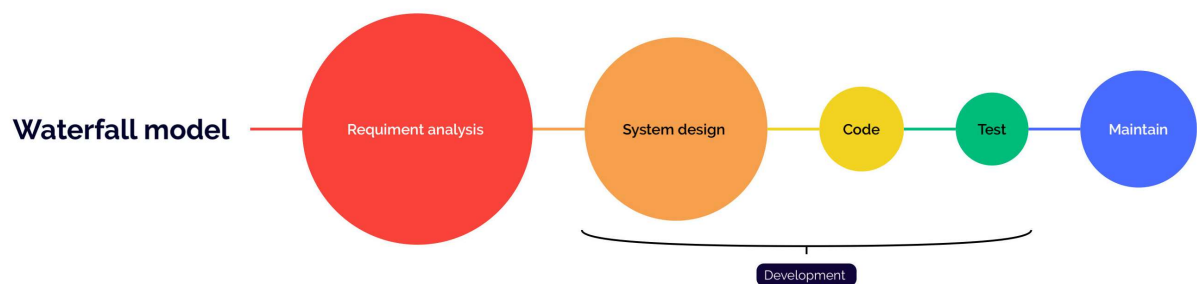 Waterfall model
Requiment analysis
System design
Code
Test
Maintain
Development